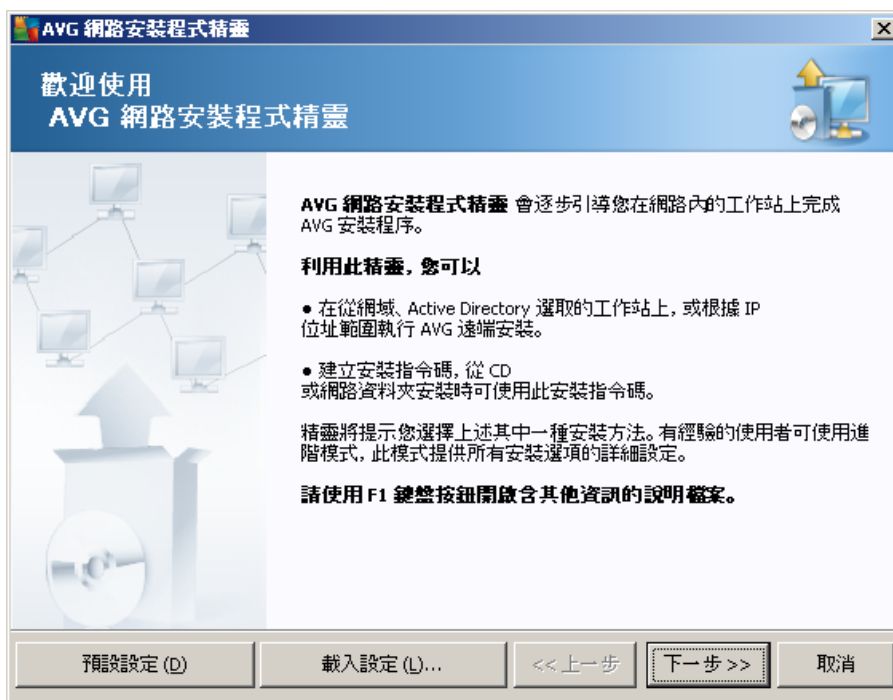 AVG 網路安裝程式精靈
歡迎使用
AVG 網路安裝程式精靈
AVG 網路安裝程式精靈 會逐步引導您在網路內的工作站上完成
AVG 安裝程序。
利用此精靈，您可以
● 在從網域、Active Directory 選取的工作站上，或根據 IP
位址範圍執行 AVG 遠端安裝。
● 建立安裝指令碼，從 CD
或網路資料夾安裝時可使用此安裝指令碼。
精靈將提示您選擇上述其中一種安裝方法。有經驗的使用者可使用進
階模式，此模式提供所有安裝選項的詳細設定。
請使用 F1 鍵盤按鈕開啟含其他資訊的說明檔案。
預設設定 (D)
載入設定 (L)...
<< 上一步
下一步 >>
取消